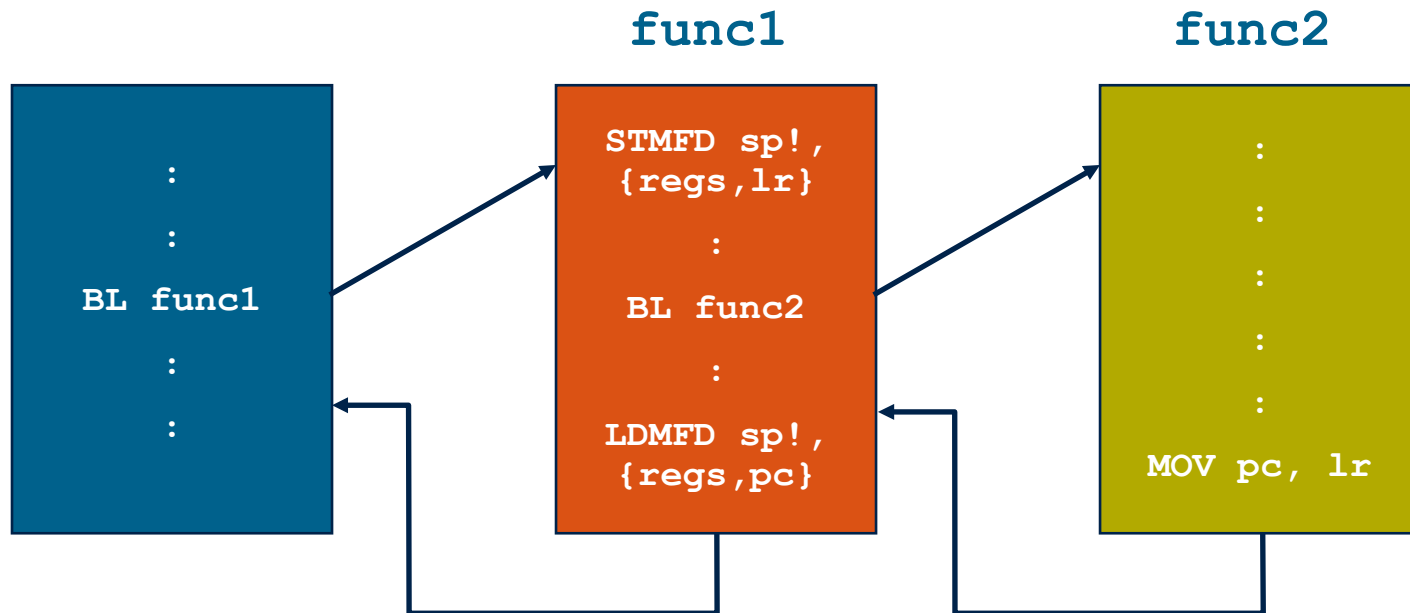 func1
func2
:
:
BL func1
:
:
STMFD sp!,
{regs,lr}
:
BL func2
:
LDMFD sp!,
{regs,pc}
:
:
:
:
:
MOV pc, lr